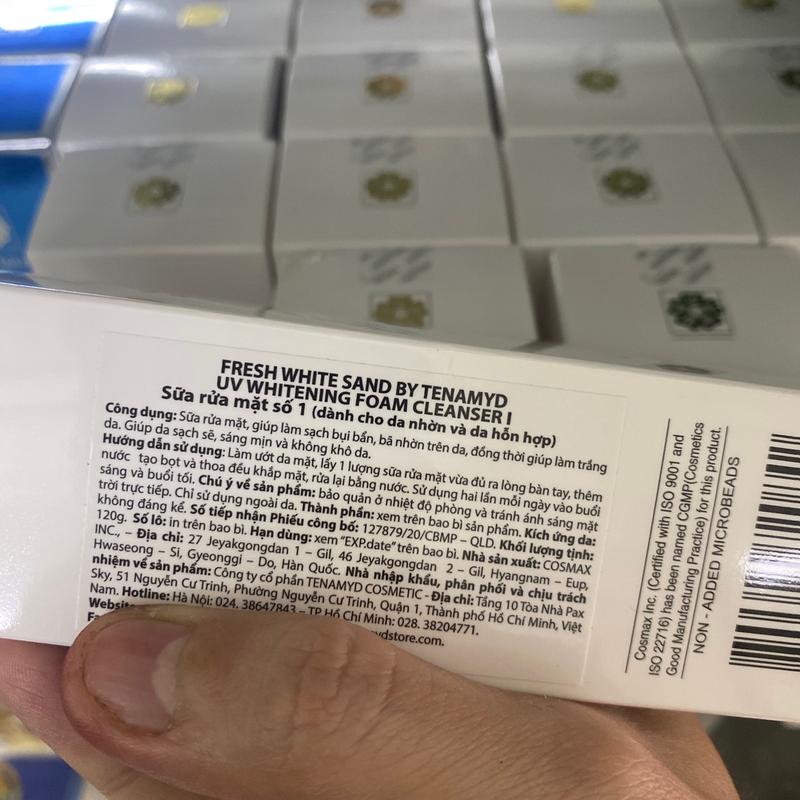 FRESH WHITE SAND BY TENAMYD
UV WHITENING FOAM CLEANSER I
Sữa rửa mặt số 1 (dành cho da nhờn và da hỗn hợp)
Công dụng: Sữa rửa mặt, giúp làm sạch bụi bẩn, bã nhờn trên da, đồng thời giúp làm trắng
da. Giúp da sạch sẽ, sáng mịn và không khô da.
Hướng dẫn sử dụng: Làm ướt da mặt, lấy 1 lượng sữa rửa mặt vừa đủ ra lòng bàn tay, thêm
nước tạo bọt và thoa đều khắp mặt, rửa lại bằng nước. Sử dụng hai lần mỗi ngày vào buổi
sáng và buổi tối. Chú ý về sản phẩm: bảo quản ở nhiệt độ phòng và tránh ánh sáng mặt
trời trực tiếp. Chỉ sử dụng ngoài da. Thành phần: xem trên bao bì sản phẩm. Kích ứng da:
không đáng kể. Số tiếp nhận Phiếu công bố: 127879/20/CBMP – QLD. Khối lượng tịnh:
120g. Số lô: in trên bao bì. Hạn dùng: xem “EXP.date” trên bao bì. Nhà sản xuất: COSMAX
INC., – Địa chỉ: 27 Jeyakgongdan 1 – Gil, 46 Jeyakgongdan 2 – Gil, Hyangnam – Eup,
Hwaseong – Si, Gyeonggi – Do, Hàn Quốc. Nhà nhập khẩu, phân phối và chịu trách
nhiệm về sản phẩm: Công ty cổ phần TENAMYD COSMETIC - Địa chỉ: Tầng 10 Tòa Nhà Pax
Sky, 51 Nguyễn Cư Trinh, Phường Nguyễn Cư Trinh, Quận 1, Thành phố Hồ Chí Minh, Việt
Nam. Hotline: Hà Nội: 024. 38647843 – TP Hồ Chí Minh: 028. 38204771.
Website
ydstore.com.
Cosmax Inc. (Certified with ISO 9001 and
ISO 22716) has been named CGMP(Cosmetics
Good Manufacturing Practice) for this product.
NON - ADDED MICROBEADS